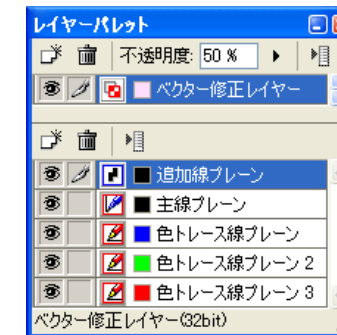 レイヤーパレット
不透明度: 50 %
ベクター修正レイヤー
追加線プレーン
主線プレーン
色トレース線プレーン
色トレース線プレーン 2
色トレース線プレーン 3
ベクター修正レイヤー(32bit)